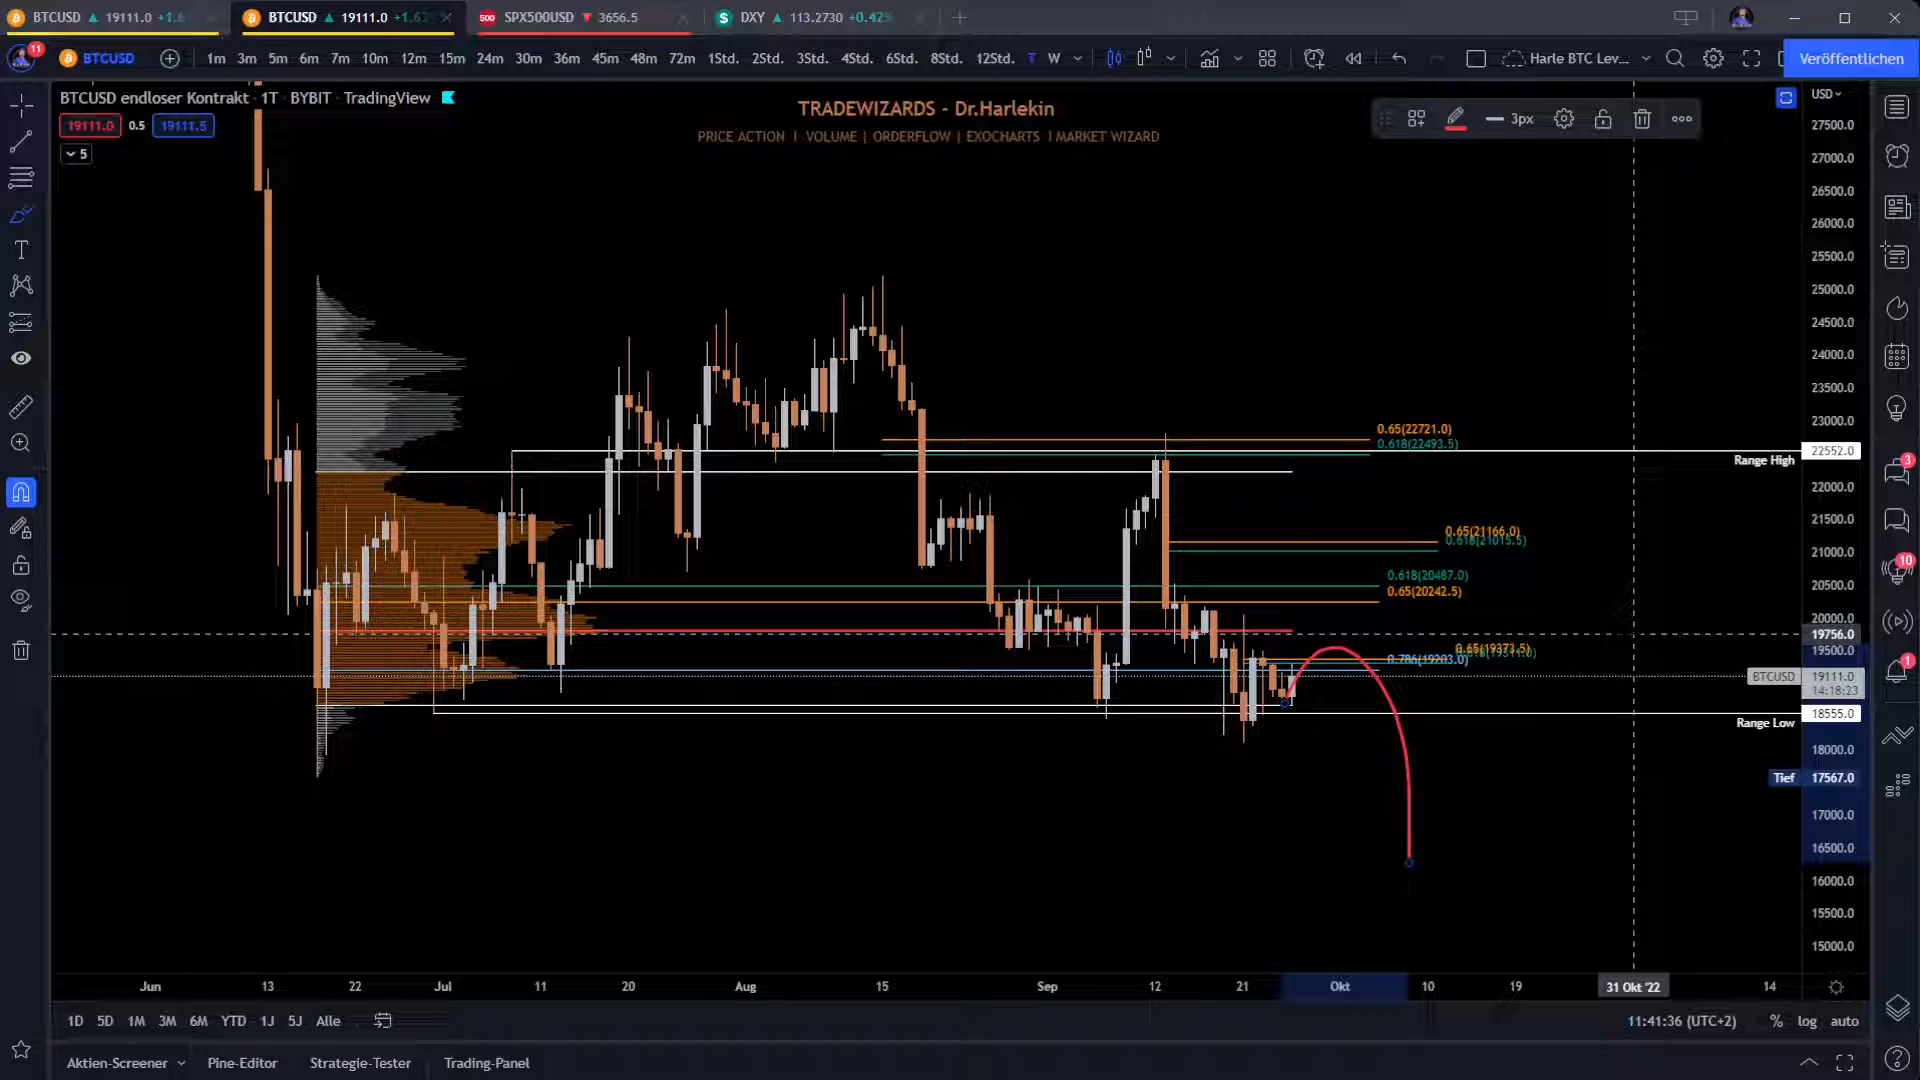 BTCUSD 19111.0 +1.6
BTCUSD 19111.0 +1.62
SPX500USD 3656.5
DXY 113.2730 +0.42%
11
BTCUSD
1m 3m 5m 6m 7m 10m 12m 15m 24m 30m 36m 45m 48m 72m 1Std. 2Std. 3Std. 4Std. 6Std. 8Std. 12Std. T W
Harle BTC Lev...
Veröffentlichen
BTCUSD endloser Kontrakt · 1T · BYBIT · TradingView
19111.0 0.5 19111.5
5
TRADEWIZARDS - Dr.Harlekin
PRICE ACTION I VOLUME | ORDERFLOW | EXOCHARTS I MARKET WIZARD
3px
USD
27500.0
27000.0
26500.0
26000.0
25500.0
25000.0
24500.0
24000.0
23500.0
23000.0
0.65(22721.0)
0.618(22493.5)
22552.0
Range High
22000.0
21500.0
0.65(21166.0)
0.618(21015.5)
21000.0
0.618(20487.0)
20500.0
0.65(20242.5)
20000.0
19756.0
0.65(19373.5)
19500.0
0.786(19203.0)
BTCUSD 19111.0
14:18:23
18555.0
Range Low
18000.0
Tief 17567.0
17000.0
16500.0
16000.0
15500.0
15000.0
3
10
1
Jun 13 22 Jul 11 20 Aug 15 Sep 12 21 Okt 10 19 31 Okt '22 14
1D 5D 1M 3M 6M YTD 1J 5J Alle
11:41:36 (UTC+2) % log auto
Aktien-Screener Pine-Editor Strategie-Tester Trading-Panel